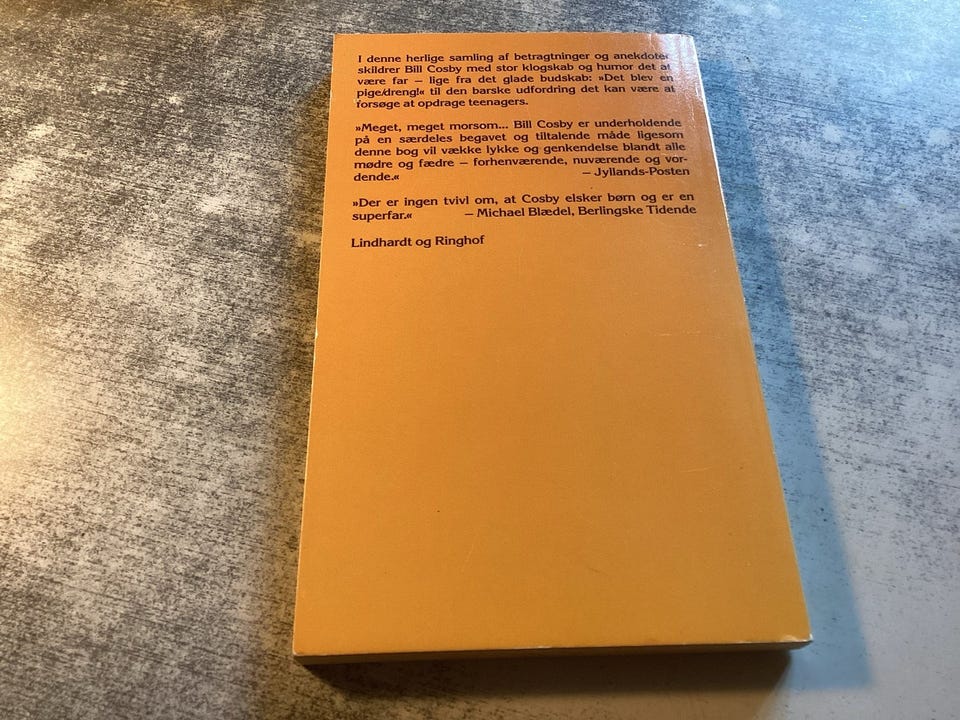 I denne herlige samling af betragtninger og anekdoter
skildrer Bill Cosby med stor klogskab og humor det at
være far – lige fra det glade budskab: »Det blev en
pige/dreng!« til den barske udfordring det kan være at
forsøge at opdrage teenagers.
»Meget, meget morsom... Bill Cosby er underholdende
på en særdeles begavet og tiltalende måde ligesom
denne bog vil vække lykke og genkendelse blandt alle
mødre og fædre – forhenværende, nuværende og vor-
dende.« – Jyllands-Posten
»Der er ingen tvivl om, at Cosby elsker børn og er en
superfar.« – Michael Blædel, Berlingske Tidende
Lindhardt og Ringhof